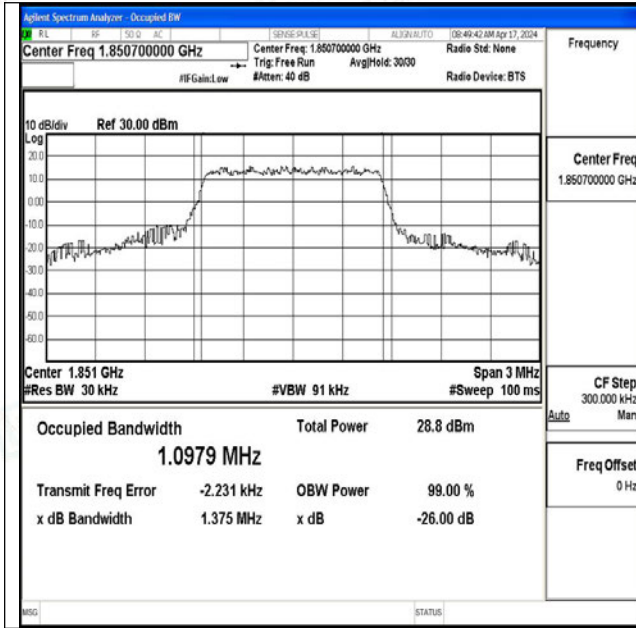 Agilent Spectrum Analyzer - Occupied BW
RL RF 50 Ω AC SENSE:PULSE ALIGNAUTO 08:49:42 AM Apr 17, 2024
Center Freq 1.850700000 GHz
Center Freq: 1.850700000 GHz
Radio Std: None
Trig: Free Run Avg|Hold: 30/30
#IFGain:Low #Atten: 40 dB Radio Device: BTS
10 dB/div Ref 30.00 dBm
Log
20.0
10.0
0.00
-10.0
-20.0
-30.0
-40.0
-50.0
-60.0
Center 1.851 GHz Span 3 MHz
#Res BW 30 kHz #VBW 91 kHz #Sweep 100 ms
Occupied Bandwidth Total Power 28.8 dBm
1.0979 MHz
Transmit Freq Error -2.231 kHz OBW Power 99.00 %
x dB Bandwidth 1.375 MHz x dB -26.00 dB
MSG STATUS
Frequency
Center Freq
1.850700000 GHz
CF Step
300.000 kHz
Auto Man
Freq Offset
0 Hz